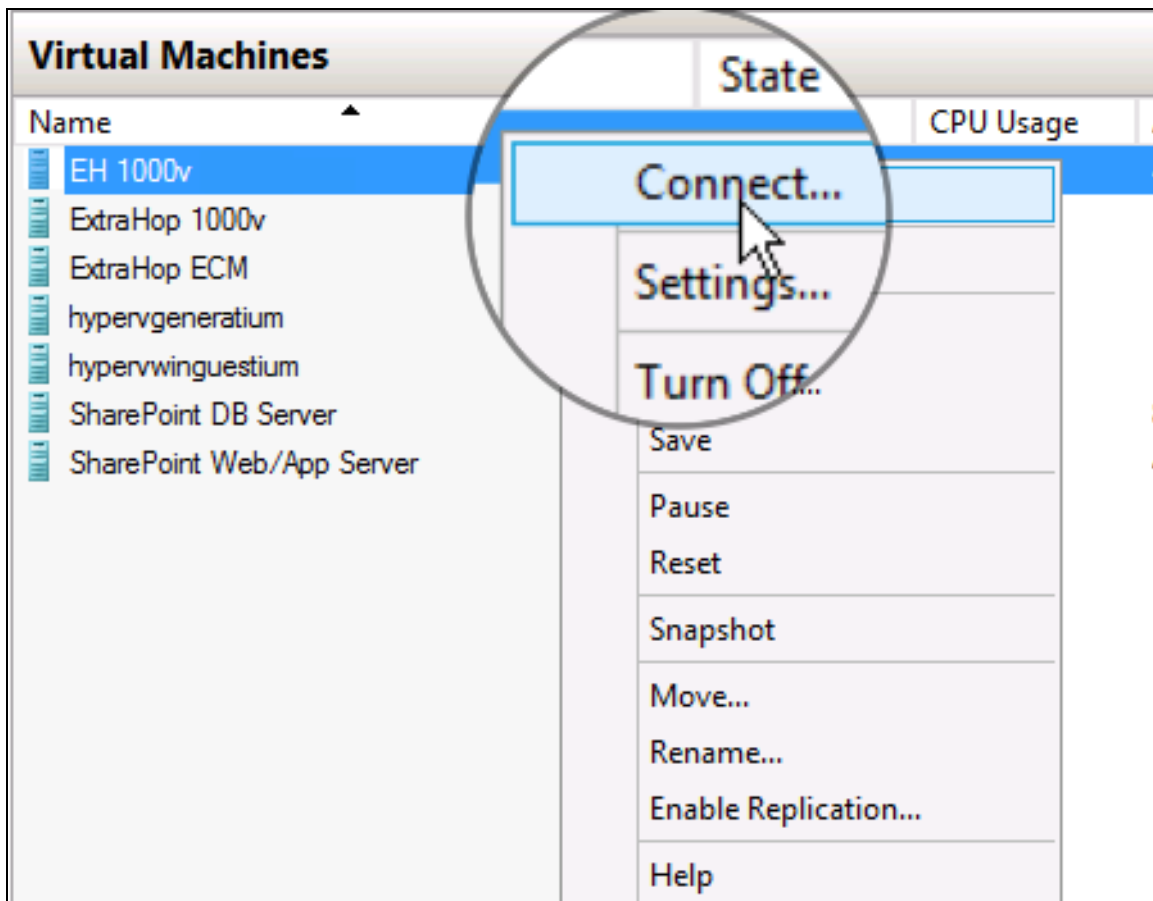 Virtual Machines
Name State CPU Usage
EH 1000v
ExtraHop 1000v
ExtraHop ECM
hypervgeneratium
hypervwinguestium
SharePoint DB Server
SharePoint Web/App Server
Connect...
Settings...
Turn Off..
Save
Pause
Reset
Snapshot
Move...
Rename...
Enable Replication...
Help